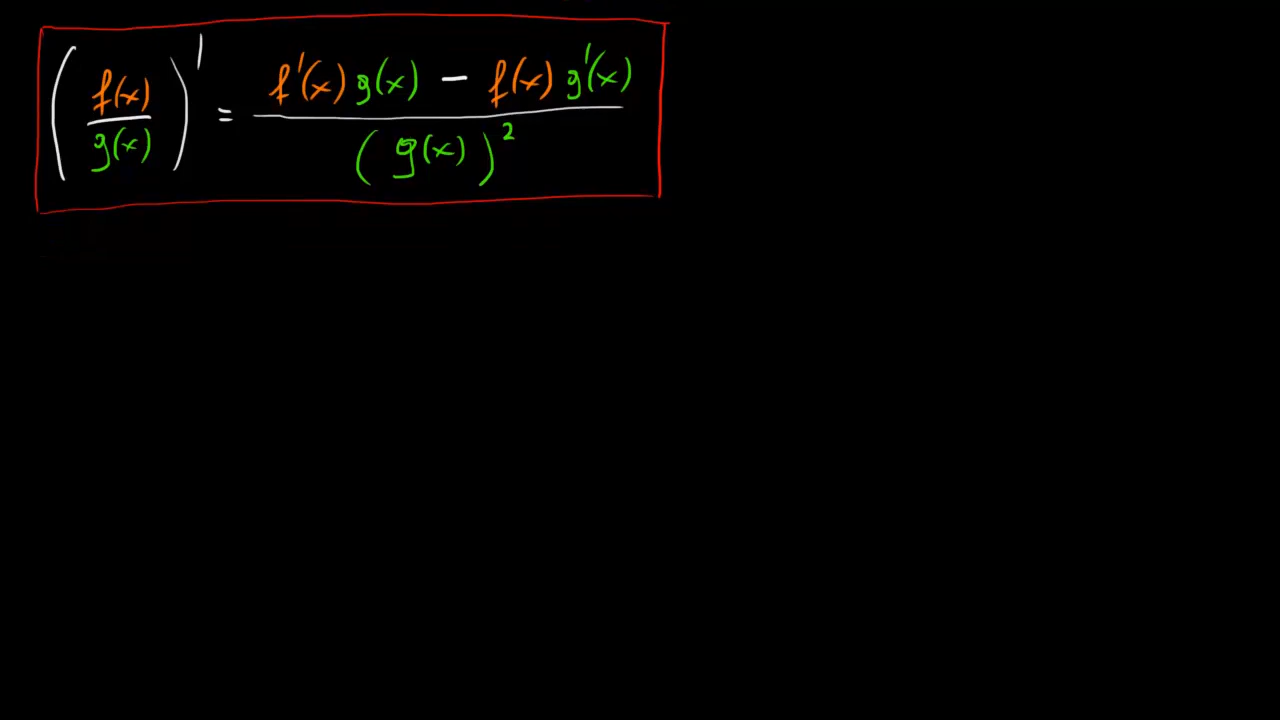 (f(x)/g(x))' = (f'(x) g(x) − f(x) g'(x))/(g(x))²